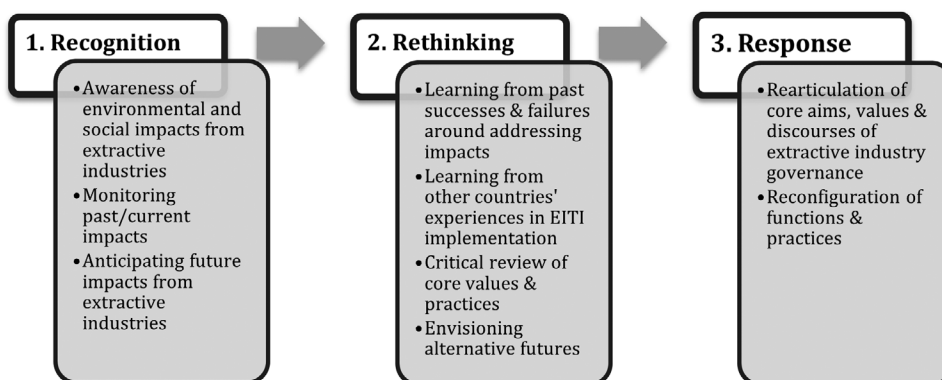 1. Recognition
•Awareness of
environmental and
social impacts from
extractive
industries
•Monitoring
past/current
impacts
•Anticipating future
impacts from
extractive
industries
2. Rethinking
•Learning from past
successes & failures
around addressing
impacts
•Learning from
other countries'
experiences in EITI
implementation
•Critical review of
core values &
practices
•Envisioning
alternative futures
3. Response
•Rearticulation of
core aims, values &
discourses of
extractive industry
governance
•Reconfiguration of
functions &
practices